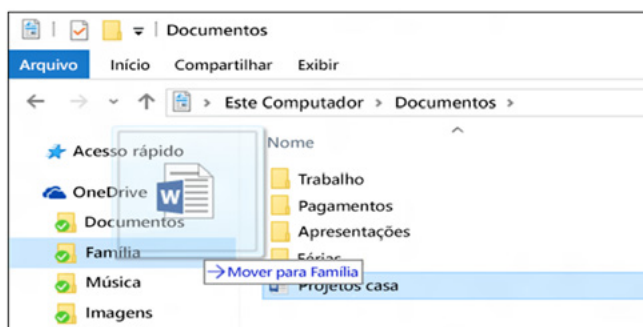 Documentos
Arquivo Início Compartilhar Exibir
Este Computador > Documentos >
Nome
Acesso rápido
OneDrive
Documentos
Família
Música
Imagens
W
Trabalho
Pagamentos
Apresentações
Férias
→Mover para Família
Projetos casa